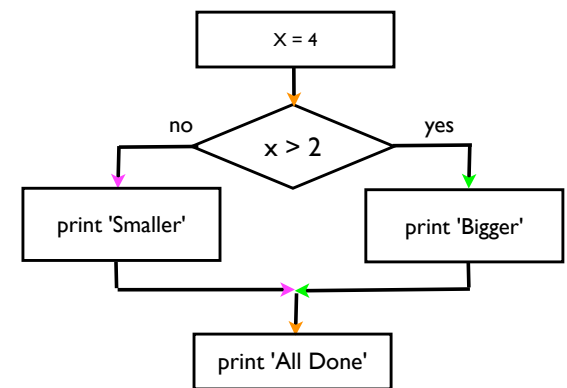 X = 4
no
yes
x > 2
print 'Smaller'
print 'Bigger'
print 'All Done'